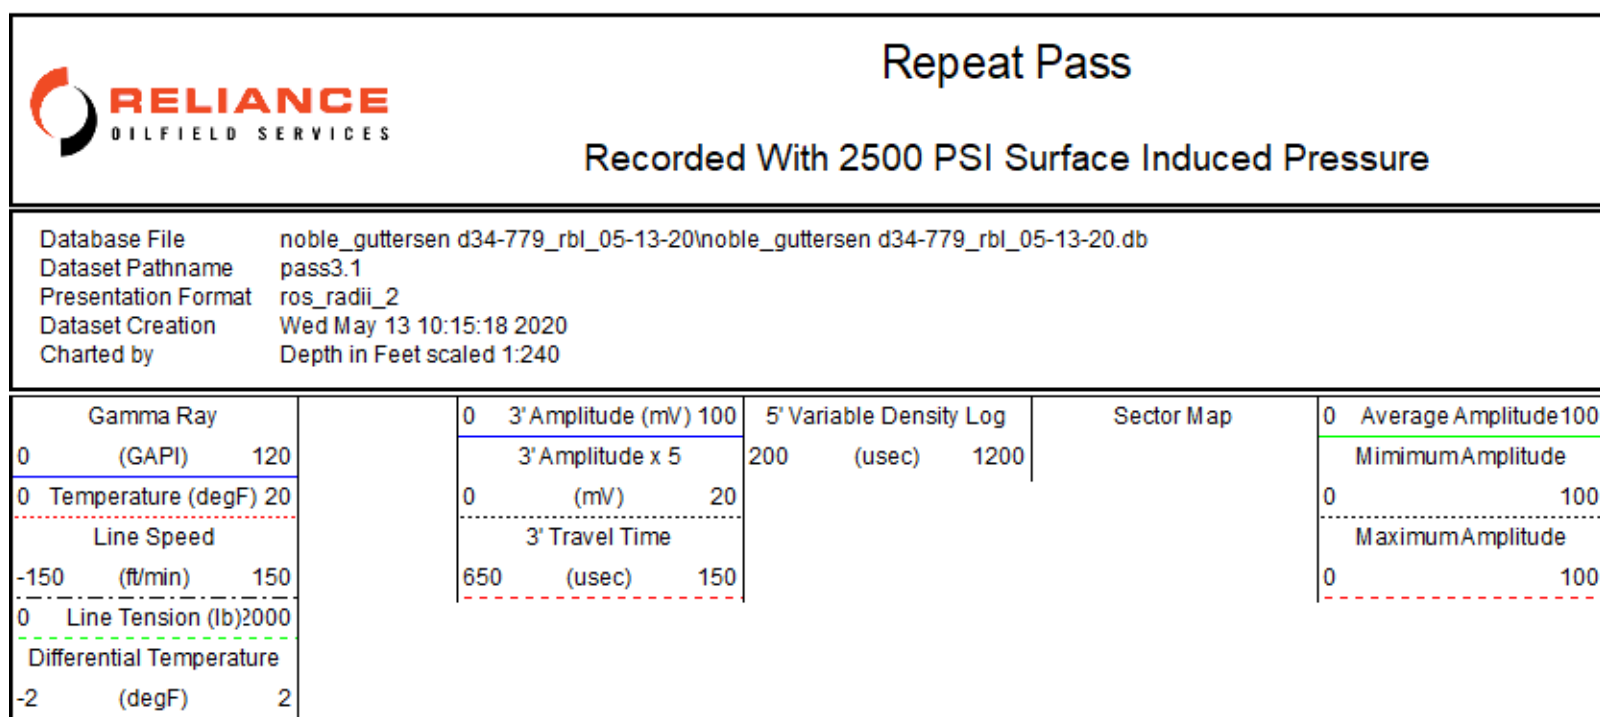 Repeat Pass
RELIANCE
OILFIELD SERVICES
Recorded With 2500 PSI Surface Induced Pressure
Database File noble_guttersen d34-779_rbl_05-13-20\noble_guttersen d34-779_rbl_05-13-20.db
Dataset Pathname pass3.1
Presentation Format ros_radii_2
Dataset Creation Wed May 13 10:15:18 2020
Charted by Depth in Feet scaled 1:240
Gamma Ray
0 (GAPI) 120
0 Temperature (degF) 20
Line Speed
-150 (ft/min) 150
0 Line Tension (lb) 2000
Differential Temperature
-2 (degF) 2
0 3' Amplitude (mV) 100
3' Amplitude x 5
0 (mV) 20
3' Travel Time
650 (usec) 150
5' Variable Density Log
200 (usec) 1200
Sector Map
0 Average Amplitude 100
Mimimum Amplitude
0 100
Maximum Amplitude
0 100